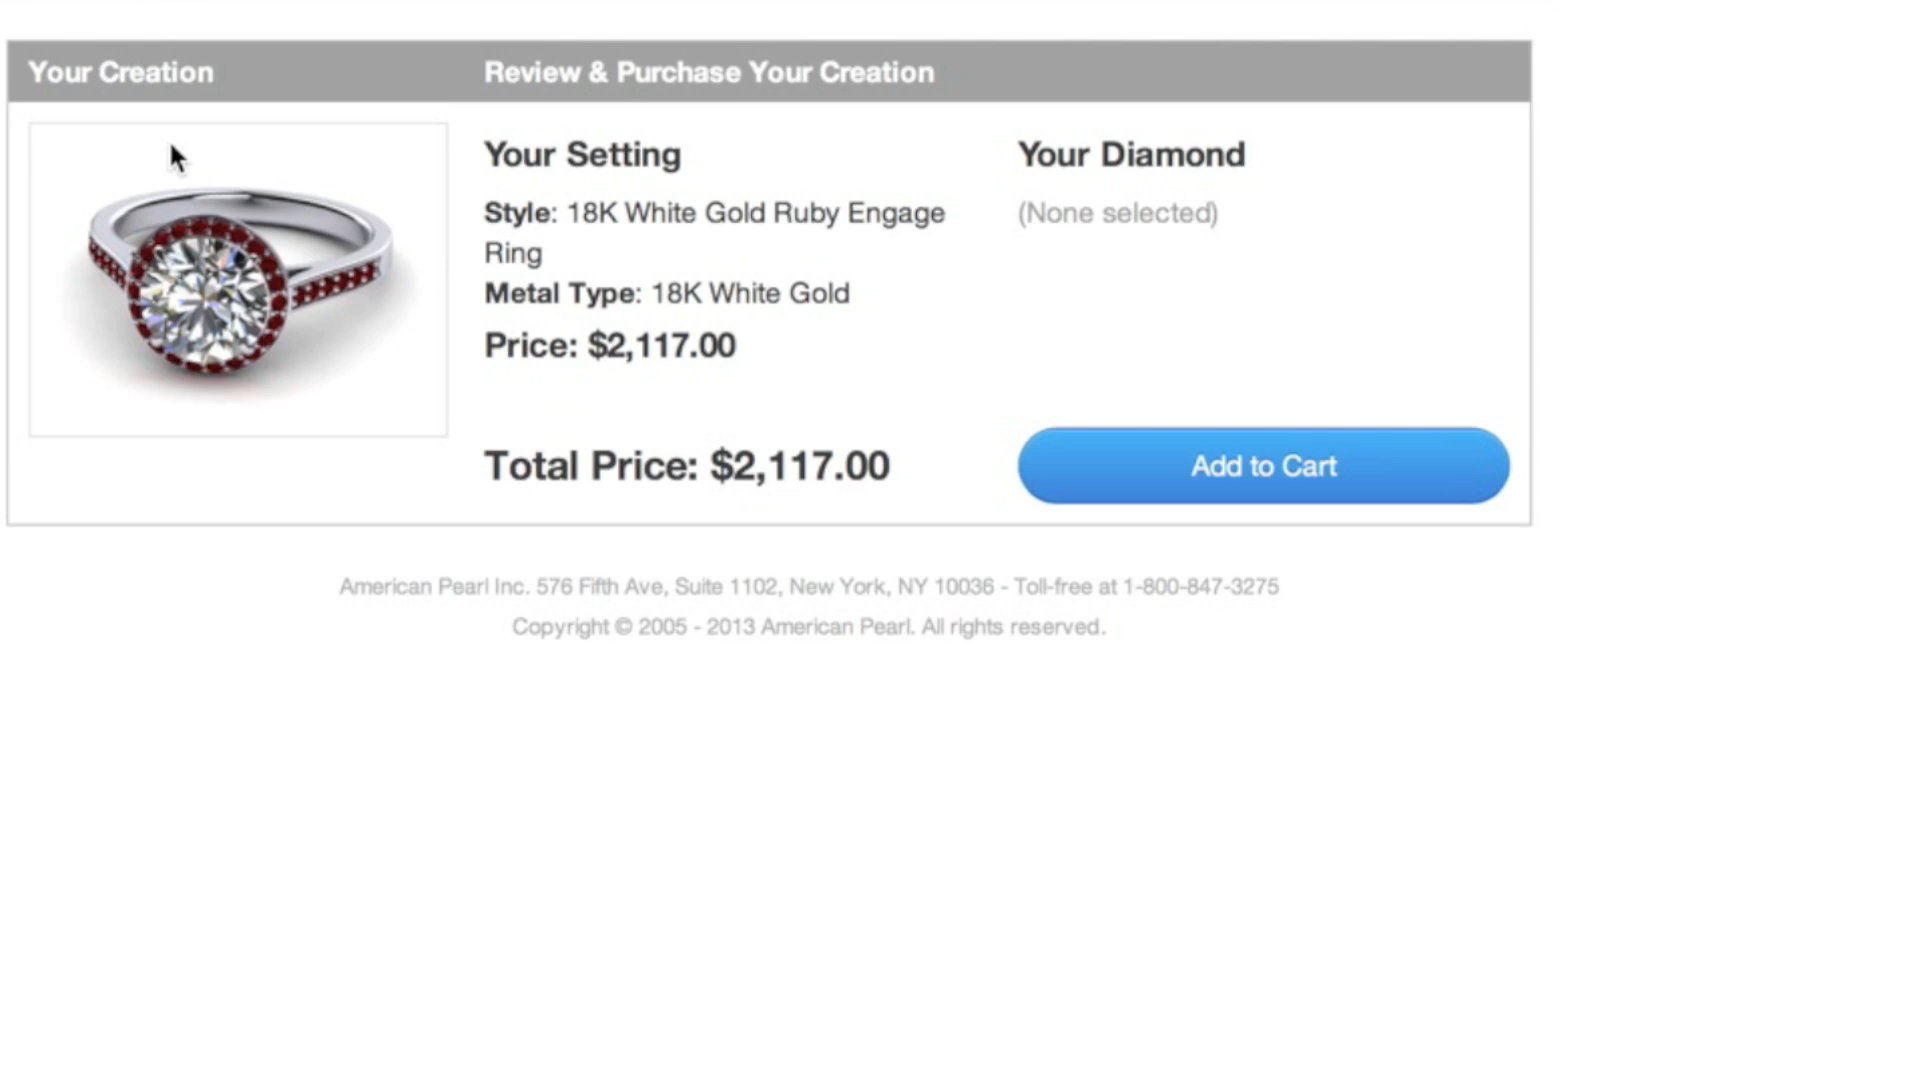 Your Creation
Review & Purchase Your Creation
Your Setting
Style: 18K White Gold Ruby Engage
Ring
Metal Type: 18K White Gold
Price: $2,117.00
Your Diamond
(None selected)
Total Price: $2,117.00
Add to Cart
American Pearl Inc. 576 Fifth Ave, Suite 1102, New York, NY 10036 - Toll-free at 1-800-847-3275
Copyright © 2005 - 2013 American Pearl. All rights reserved.